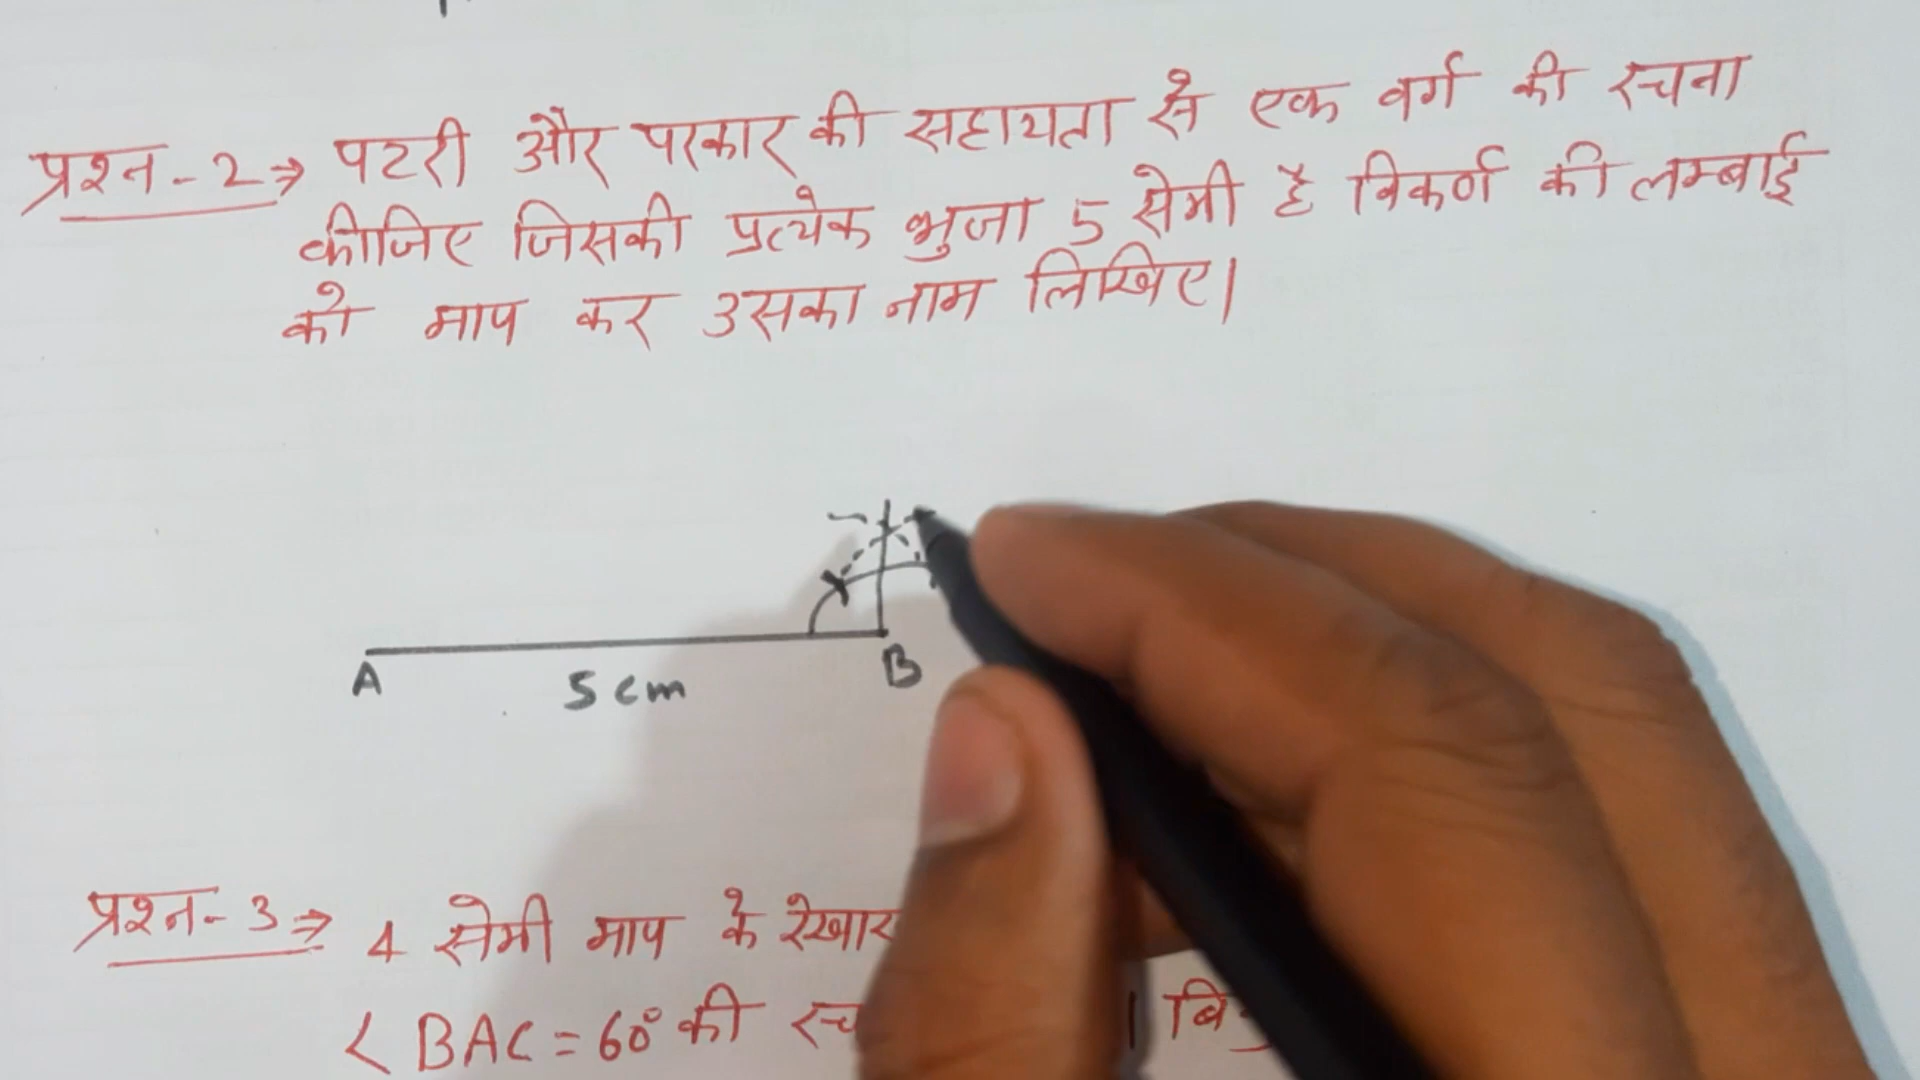 प्रश्न-2⇒ पटरी और परकार की सहायता से एक वर्ग की रचना
कीजिए जिसकी प्रत्येक भुजा 5 सेमी है विकर्ण की लम्बाई
को माप कर उसका नाम लिखिए।
A 5 cm B
प्रश्न-3⇒ 4 सेमी माप के
< BAC = 60° की